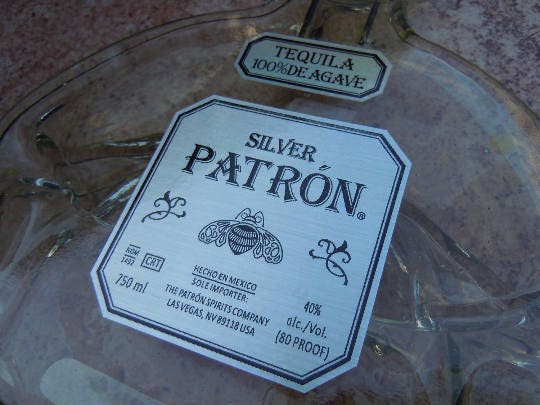 TEQUILA
100% DE AGAVE
SILVER
PATRÓN®
NOM
1492
CRT
750 ml
HECHO EN MEXICO
SOLE IMPORTER:
THE PATRÓN SPIRITS COMPANY
LAS VEGAS, NV 89118 USA
40%
alc./Vol.
(80 PROOF)